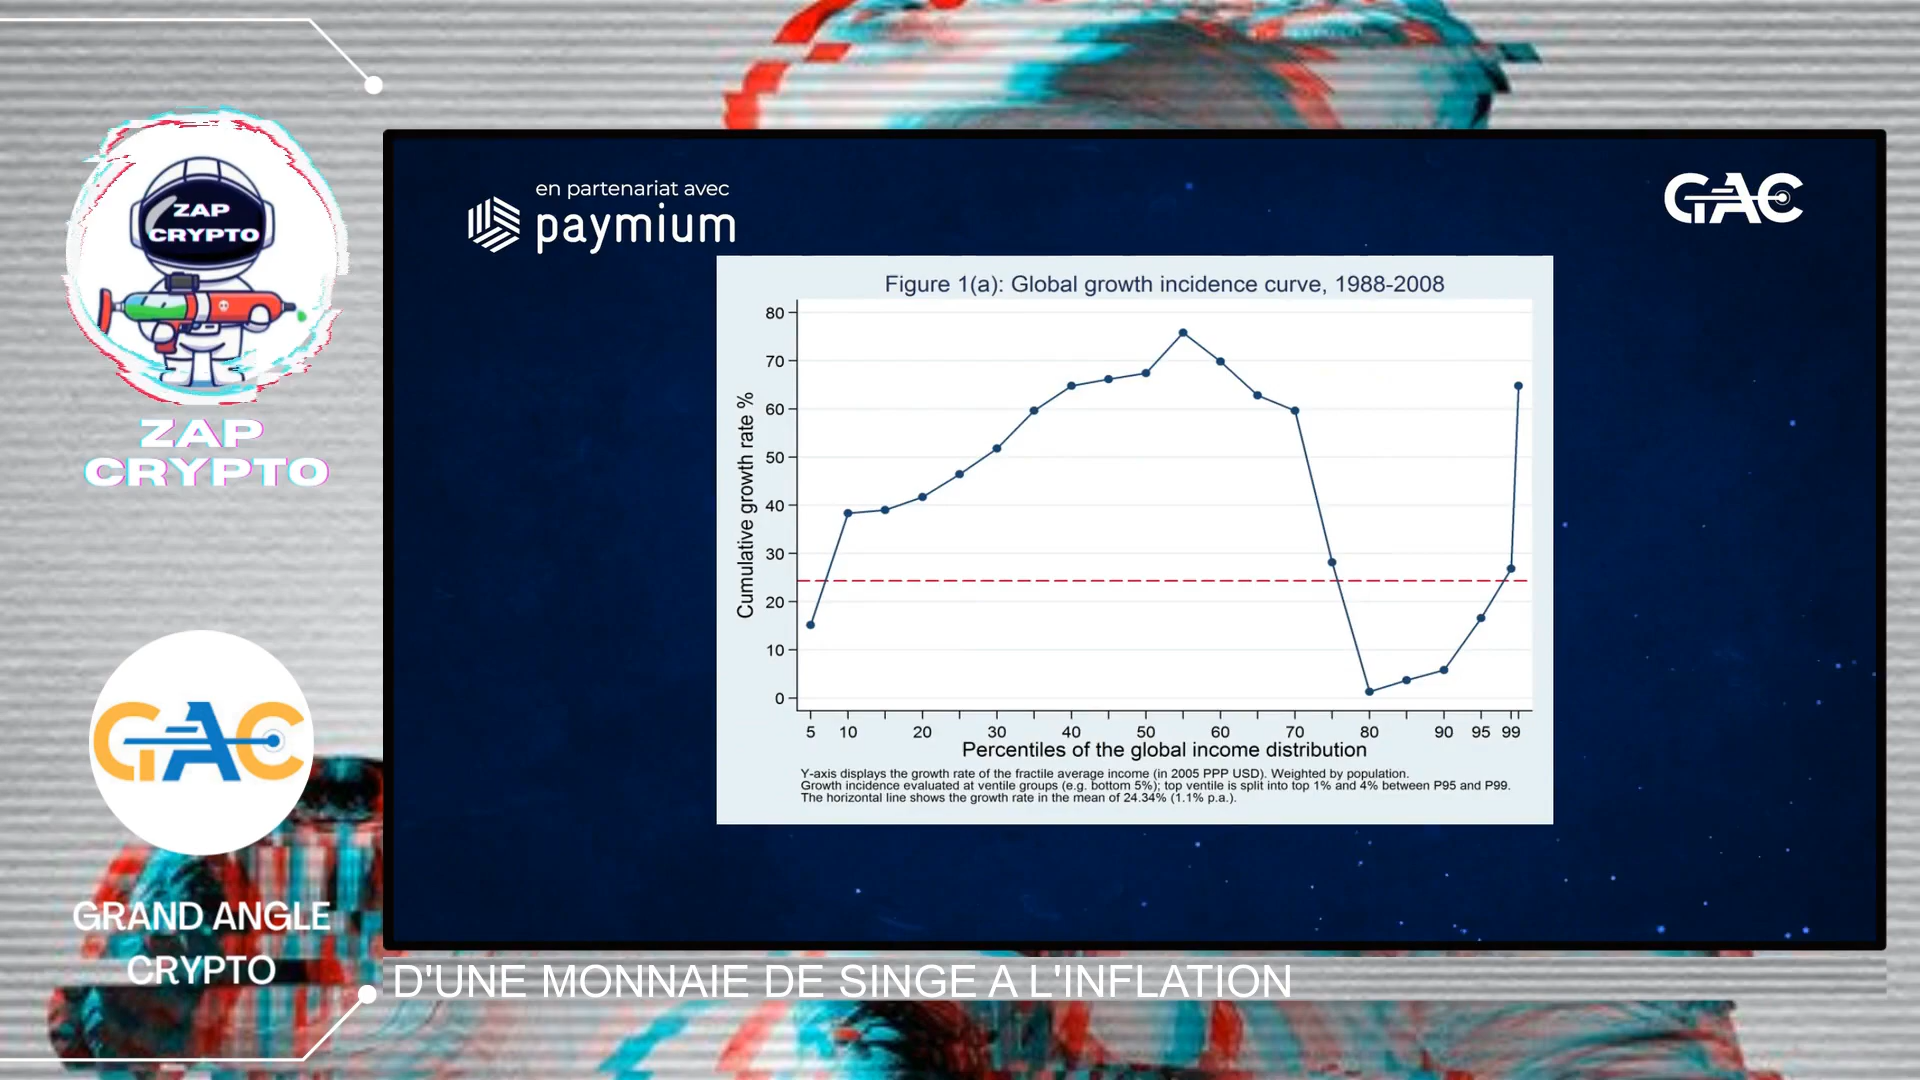 ZAP
CRYPTO
ZAP
CRYPTO
GAC
GRAND ANGLE
CRYPTO
en partenariat avec
paymium
GAC
Figure 1(a): Global growth incidence curve, 1988-2008
Cumulative growth rate %
80
70
60
50
40
30
20
10
0
5 10 20 30 40 50 60 70 80 90 95 99
Percentiles of the global income distribution
Y-axis displays the growth rate of the fractile average income (in 2005 PPP USD). Weighted by population.
Growth incidence evaluated at ventile groups (e.g. bottom 5%); top ventile is split into top 1% and 4% between P95 and P99.
The horizontal line shows the growth rate in the mean of 24.34% (1.1% p.a.).
D'UNE MONNAIE DE SINGE A L'INFLATION